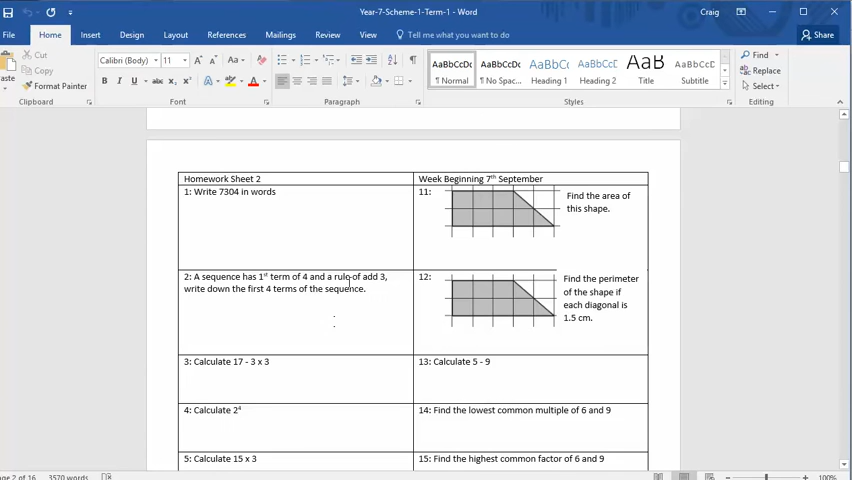 Year-7-Scheme-1-Term-1 - Word
Craig
File
Home
Insert
Design
Layout
References
Mailings
Review
View
Tell me what you want to do
Share
Cut
Copy
Format Painter
Clipboard
Calibri (Body)
11
Font
Paragraph
AaBbCcDc
¶ Normal
AaBbCcDc
¶ No Spac...
AaBbCc
Heading 1
AaBbCcC
Heading 2
AaB
Title
AaBbCcD
Subtitle
Styles
Find
Replace
Select
Editing
Homework Sheet 2
Week Beginning 7th September
1: Write 7304 in words
11:
Find the area of
this shape.
2: A sequence has 1st term of 4 and a rule of add 3,
write down the first 4 terms of the sequence.
12:
Find the perimeter
of the shape if
each diagonal is
1.5 cm.
3: Calculate 17 - 3 x 3
13: Calculate 5 - 9
4: Calculate 2⁴
14: Find the lowest common multiple of 6 and 9
5: Calculate 15 x 3
15: Find the highest common factor of 6 and 9
Page 2 of 16
3570 words
100%